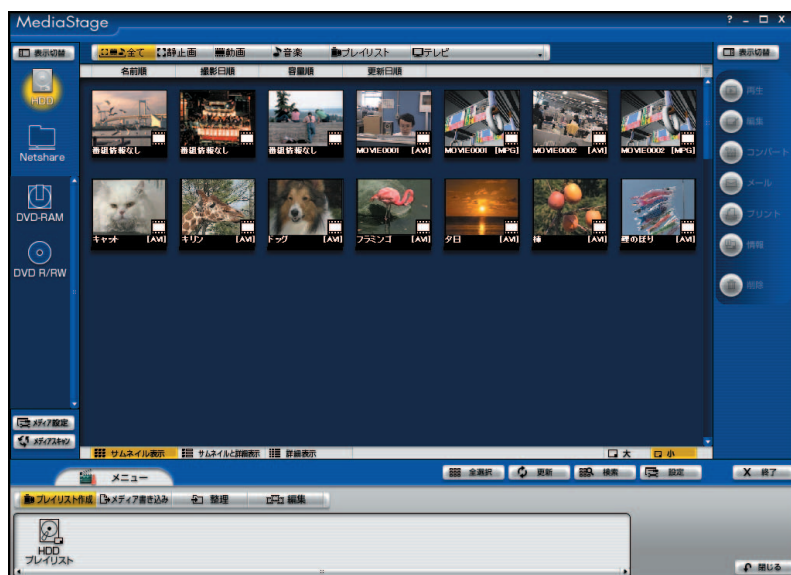 MediaStage
? - ロ X
表示切替
全て 静止画 動画 音楽 プレイリスト テレビ
表示切替
名前順 撮影日順 容量順 更新日順
HDD
Netshare
DVD-RAM
DVD R/RW
番組情報なし
番組情報なし
番組情報なし
MOVIE0001 [AVI]
MOVIE0001 [MPG]
MOVIE0002 [AVI]
MOVIE0002 [MPG]
キャット [AVI]
キリン [AVI]
ドッグ [AVI]
フラミンゴ [AVI]
夕日 [AVI]
柿 [AVI]
鯉のぼり [AVI]
再生
編集
コンバート
メール
プリント
情報
削除
メディア設定
メディアスキャン
サムネイル表示 サムネイルと詳細表示 詳細表示
大 小
メニュー
全選択 更新 検索 設定 X 終了
プレイリスト作成 メディア書き込み 整理 編集
HDD
プレイリスト
閉じる